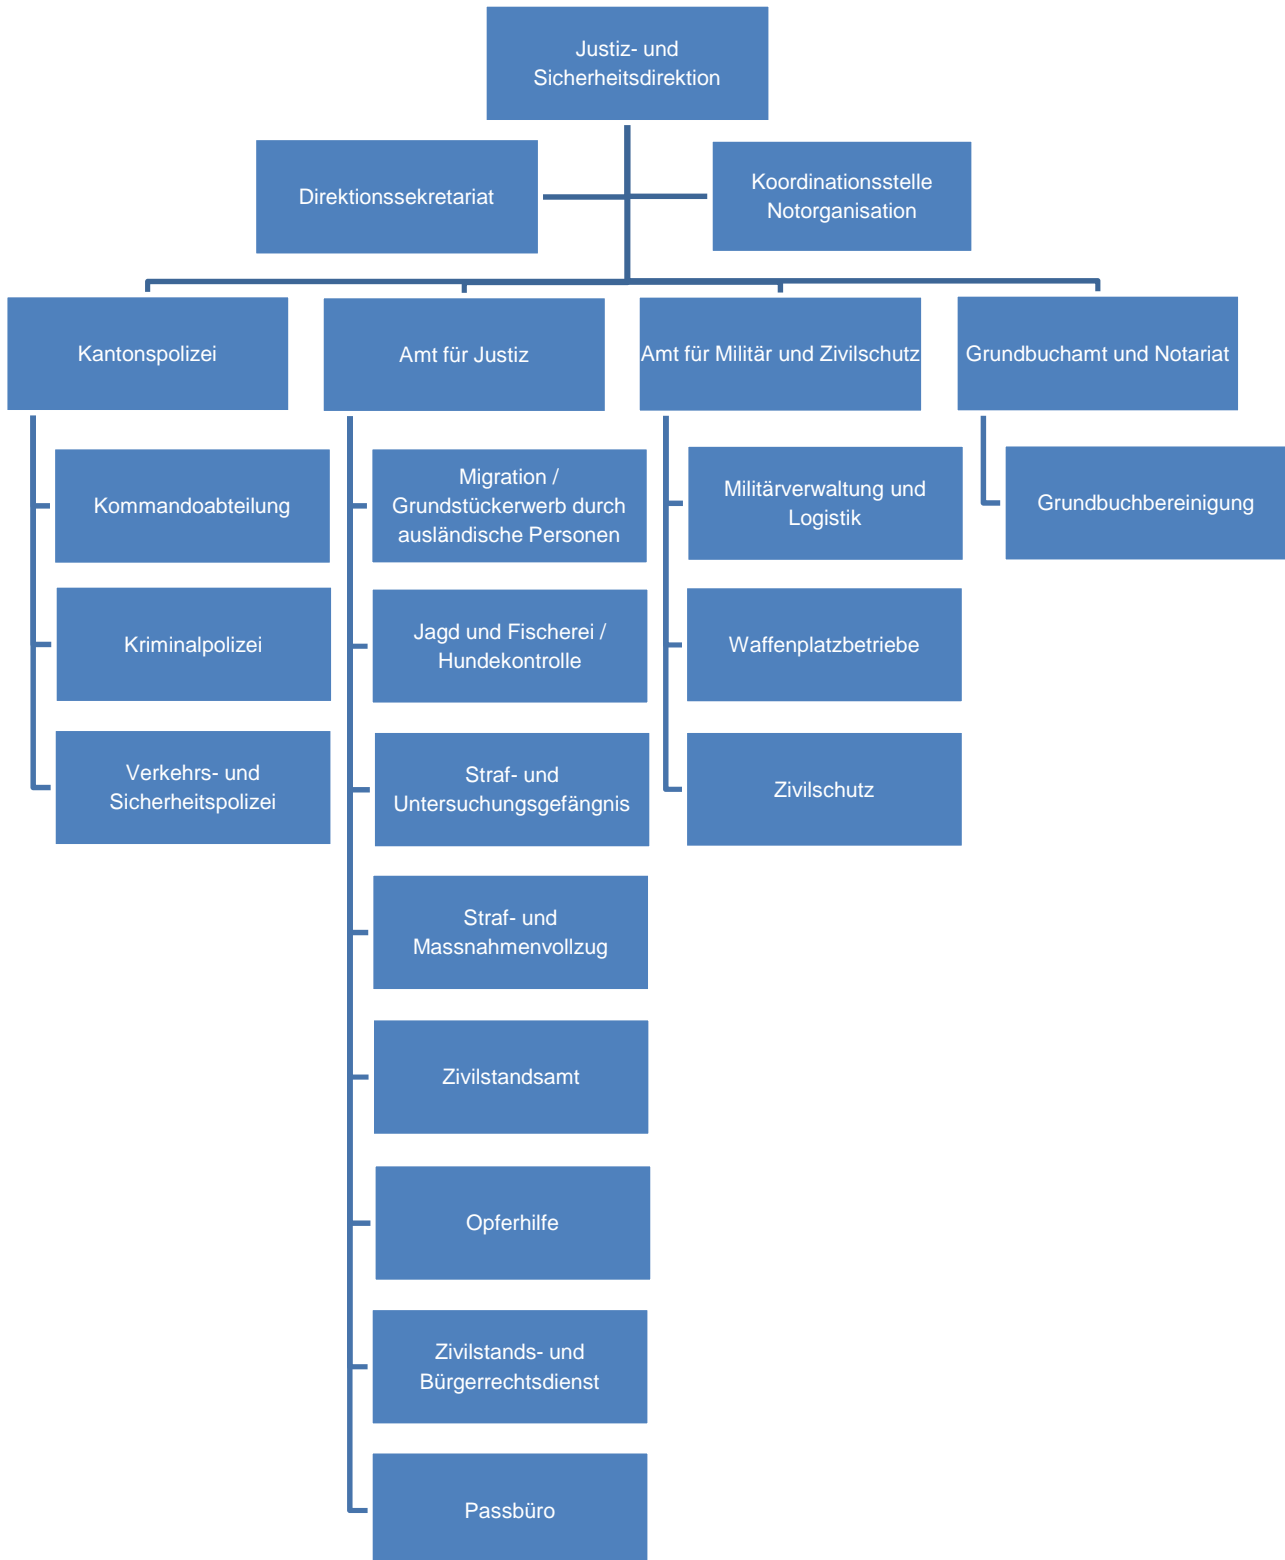 Justiz- und
Sicherheitsdirektion
Direktionssekretariat
Koordinationsstelle
Notorganisation
Kantonspolizei
Amt für Justiz
Amt für Militär und Zivilschutz
Grundbuchamt und Notariat
Kommandoabteilung
Kriminalpolizei
Verkehrs- und
Sicherheitspolizei
Migration /
Grundstückerwerb durch
ausländische Personen
Jagd und Fischerei /
Hundekontrolle
Straf- und
Untersuchungsgefängnis
Straf- und
Massnahmenvollzug
Zivilstandsamt
Opferhilfe
Zivilstands- und
Bürgerrechtsdienst
Passbüro
Militärverwaltung und
Logistik
Waffenplatzbetriebe
Zivilschutz
Grundbuchbereinigung